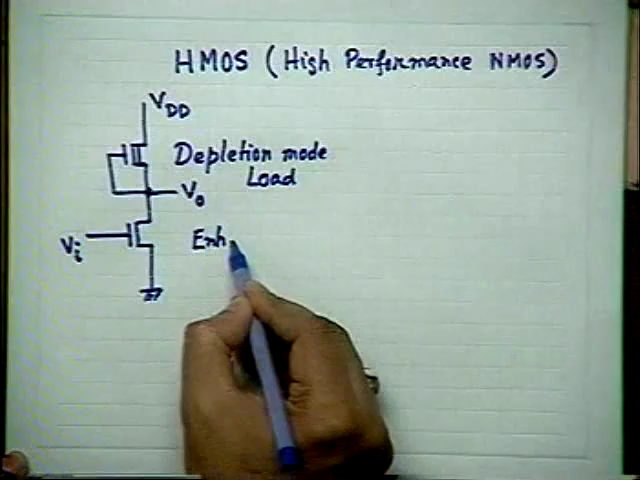 HMOS (High Performance NMOS)
VDD
Depletion mode
Load
Vo
Vi
Enh